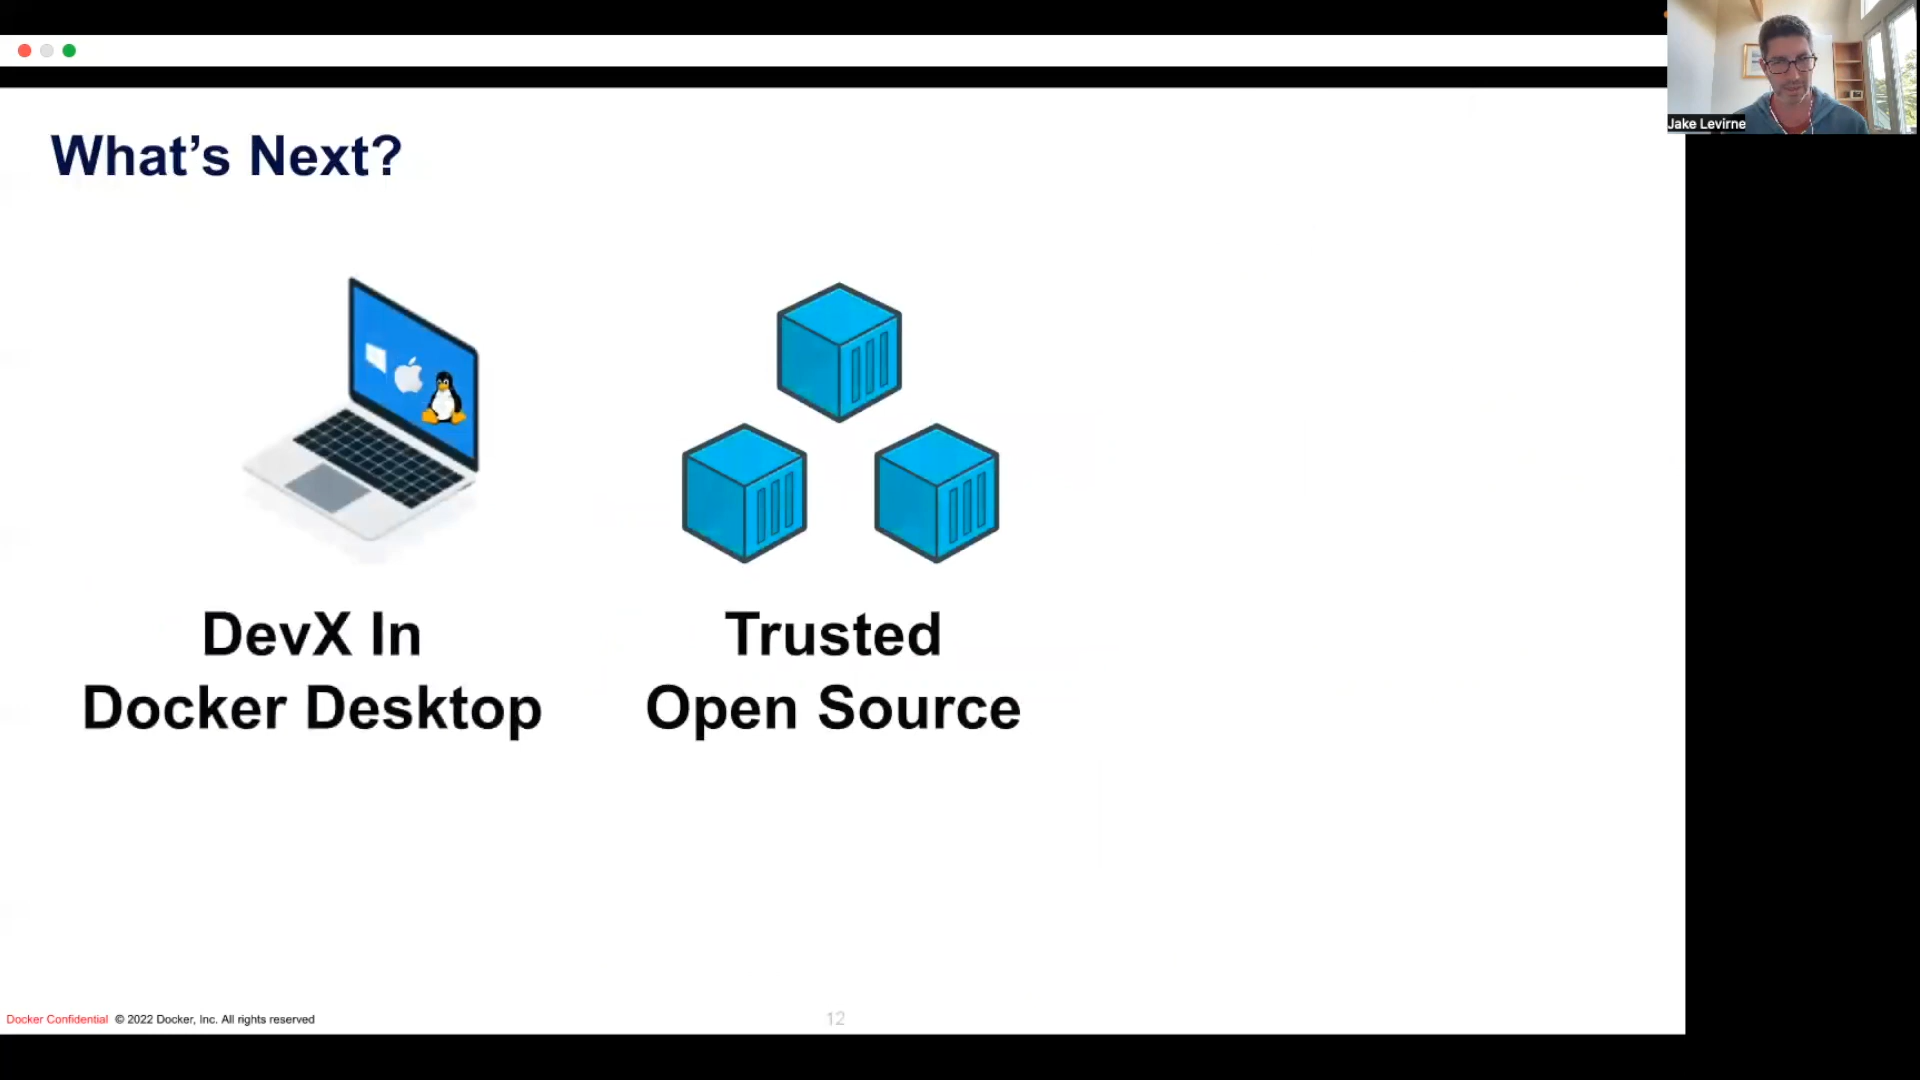 Jake Levirne
What's Next?
DevX In
Docker Desktop
Trusted
Open Source
Docker Confidential © 2022 Docker, Inc. All rights reserved
12